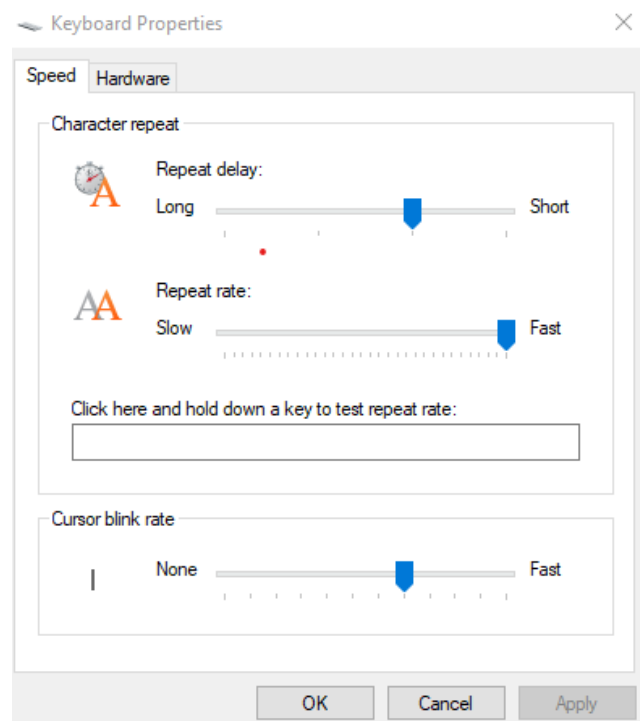 Keyboard Properties
Speed Hardware
Character repeat
Repeat delay:
Long Short
Repeat rate:
Slow Fast
Click here and hold down a key to test repeat rate:
Cursor blink rate
None Fast
OK Cancel Apply